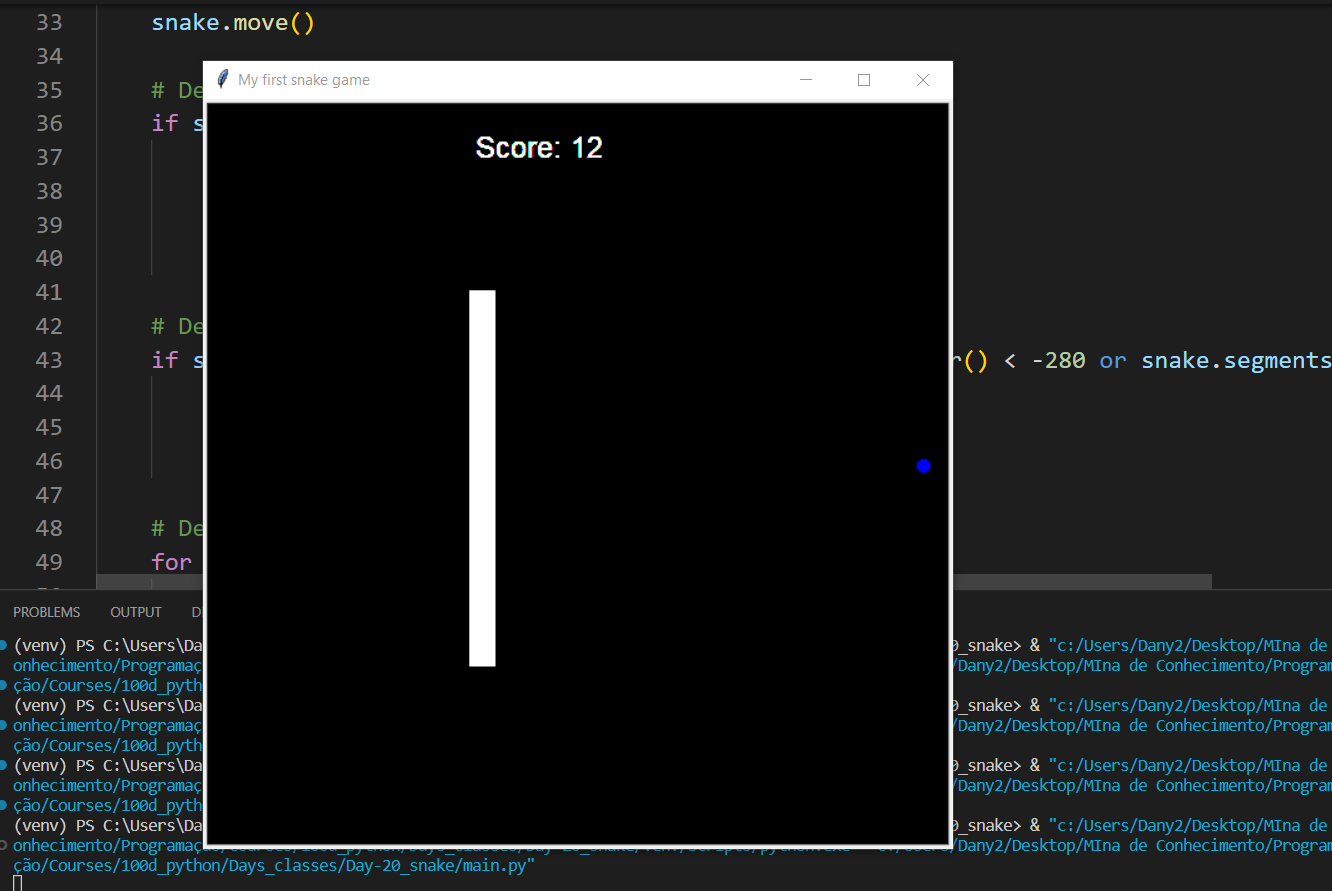 33 snake.move()
34
My first snake game
35 # De
36 if s
Score: 12
37
38
39
40
41
42 # De
43 if s r() < -280 or snake.segments
44
45
46
47
48 # De
49 for
PROBLEMS OUTPUT D
(venv) PS C:\Users\Da 0_snake> & "c:/Users/Dany2/Desktop/MIna de
onhecimento/Programaç /Dany2/Desktop/MIna de Conhecimento/Program
ção/Courses/100d_pyth
(venv) PS C:\Users\Da 0_snake> & "c:/Users/Dany2/Desktop/MIna de
onhecimento/Programaç /Dany2/Desktop/MIna de Conhecimento/Program
ção/Courses/100d_pyth
(venv) PS C:\Users\Da 0_snake> & "c:/Users/Dany2/Desktop/MIna de
onhecimento/Programaç /Dany2/Desktop/MIna de Conhecimento/Program
ção/Courses/100d_pyth
(venv) PS C:\Users\Da 0_snake> & "c:/Users/Dany2/Desktop/MIna de
onhecimento/Programaç /Dany2/Desktop/MIna de Conhecimento/Program
ção/Courses/100d_python/Days_classes/Day-20_snake/main.py"